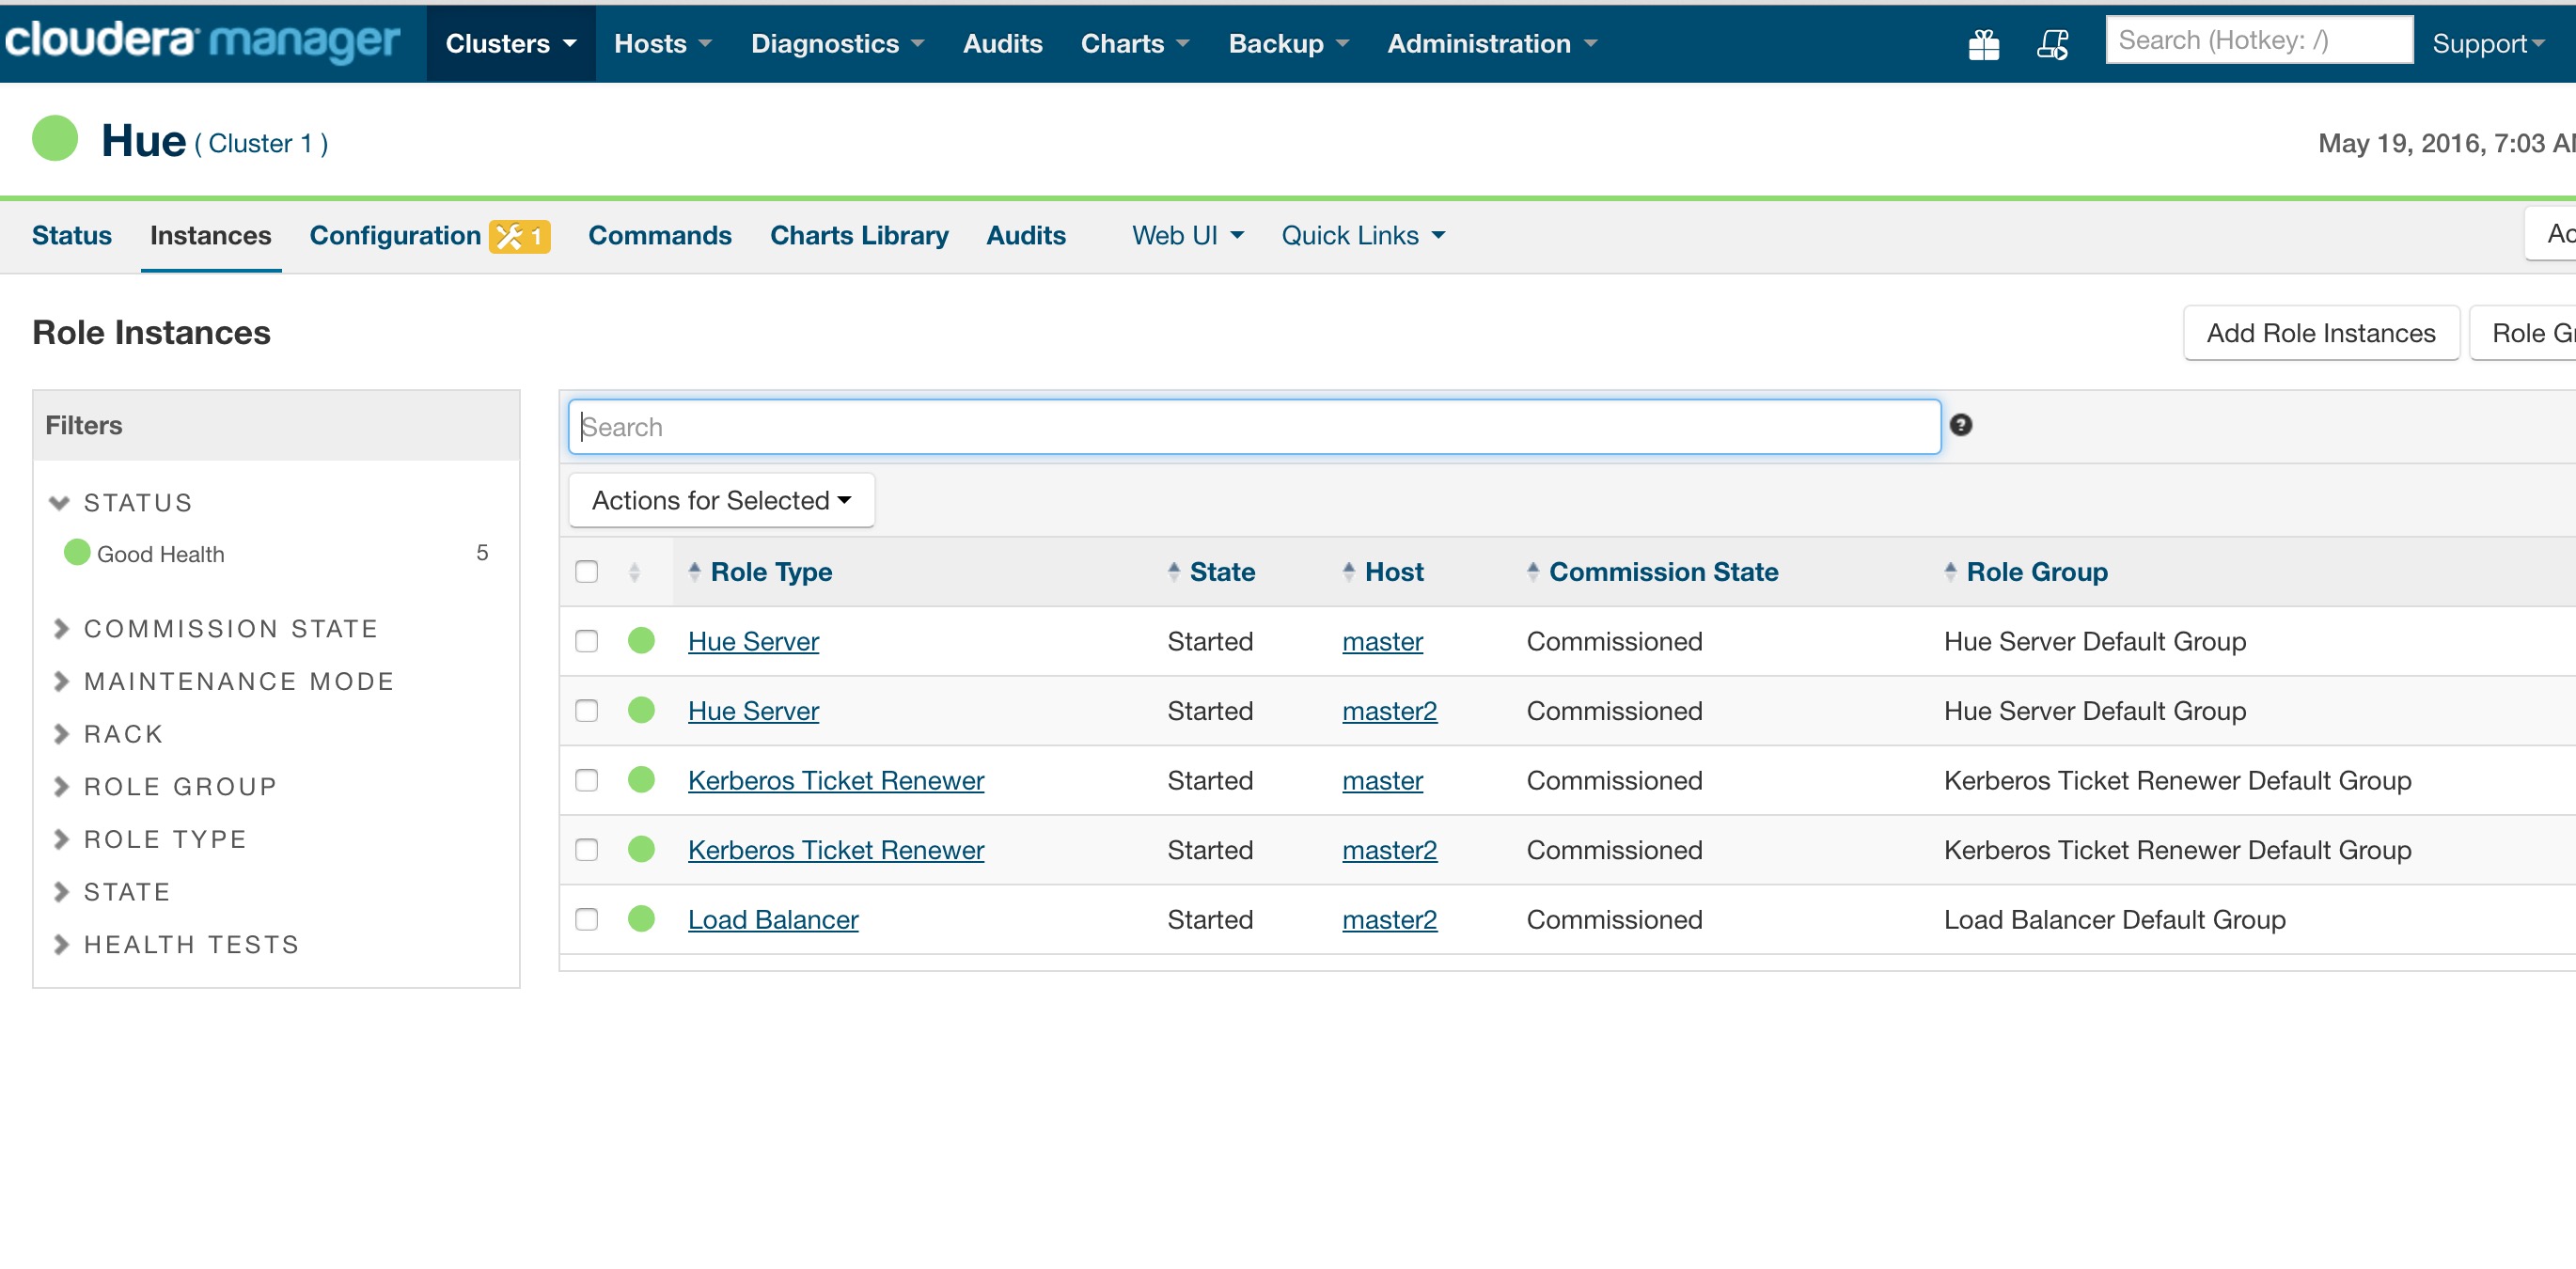 cloudera manager Clusters Hosts Diagnostics Audits Charts Backup Administration Search (Hotkey: /) Support
Hue ( Cluster 1 ) May 19, 2016, 7:03 A
Status Instances Configuration 1 Commands Charts Library Audits Web UI Quick Links Ac
Role Instances Add Role Instances Role G
Filters
STATUS
Good Health 5
COMMISSION STATE
MAINTENANCE MODE
RACK
ROLE GROUP
ROLE TYPE
STATE
HEALTH TESTS
Search ?
Actions for Selected
Role Type State Host Commission State Role Group
Hue Server Started master Commissioned Hue Server Default Group
Hue Server Started master2 Commissioned Hue Server Default Group
Kerberos Ticket Renewer Started master Commissioned Kerberos Ticket Renewer Default Group
Kerberos Ticket Renewer Started master2 Commissioned Kerberos Ticket Renewer Default Group
Load Balancer Started master2 Commissioned Load Balancer Default Group